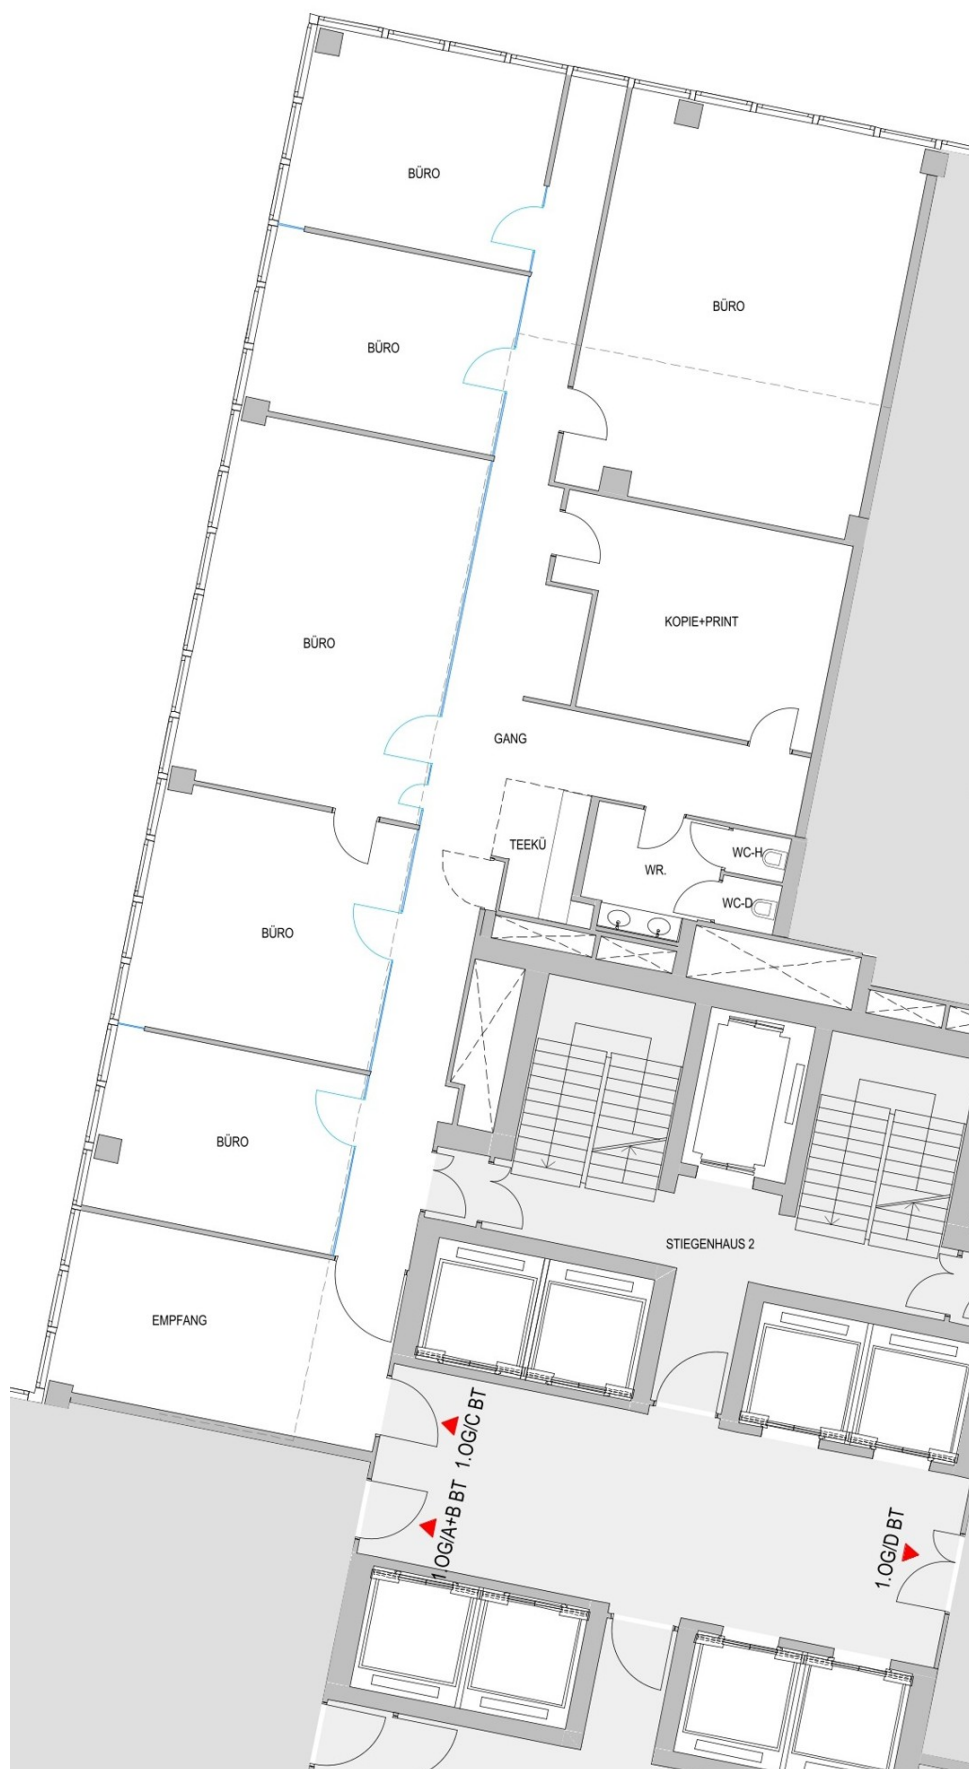 BÜRO
BÜRO
BÜRO
BÜRO
KOPIE+PRINT
BÜRO
GANG
TEEKÜ
WR.
WC-H
WC-D
BÜRO
BÜRO
STIEGENHAUS 2
EMPFANG
1.OG/C BT
1.OG/A+B BT
1.OG/D BT